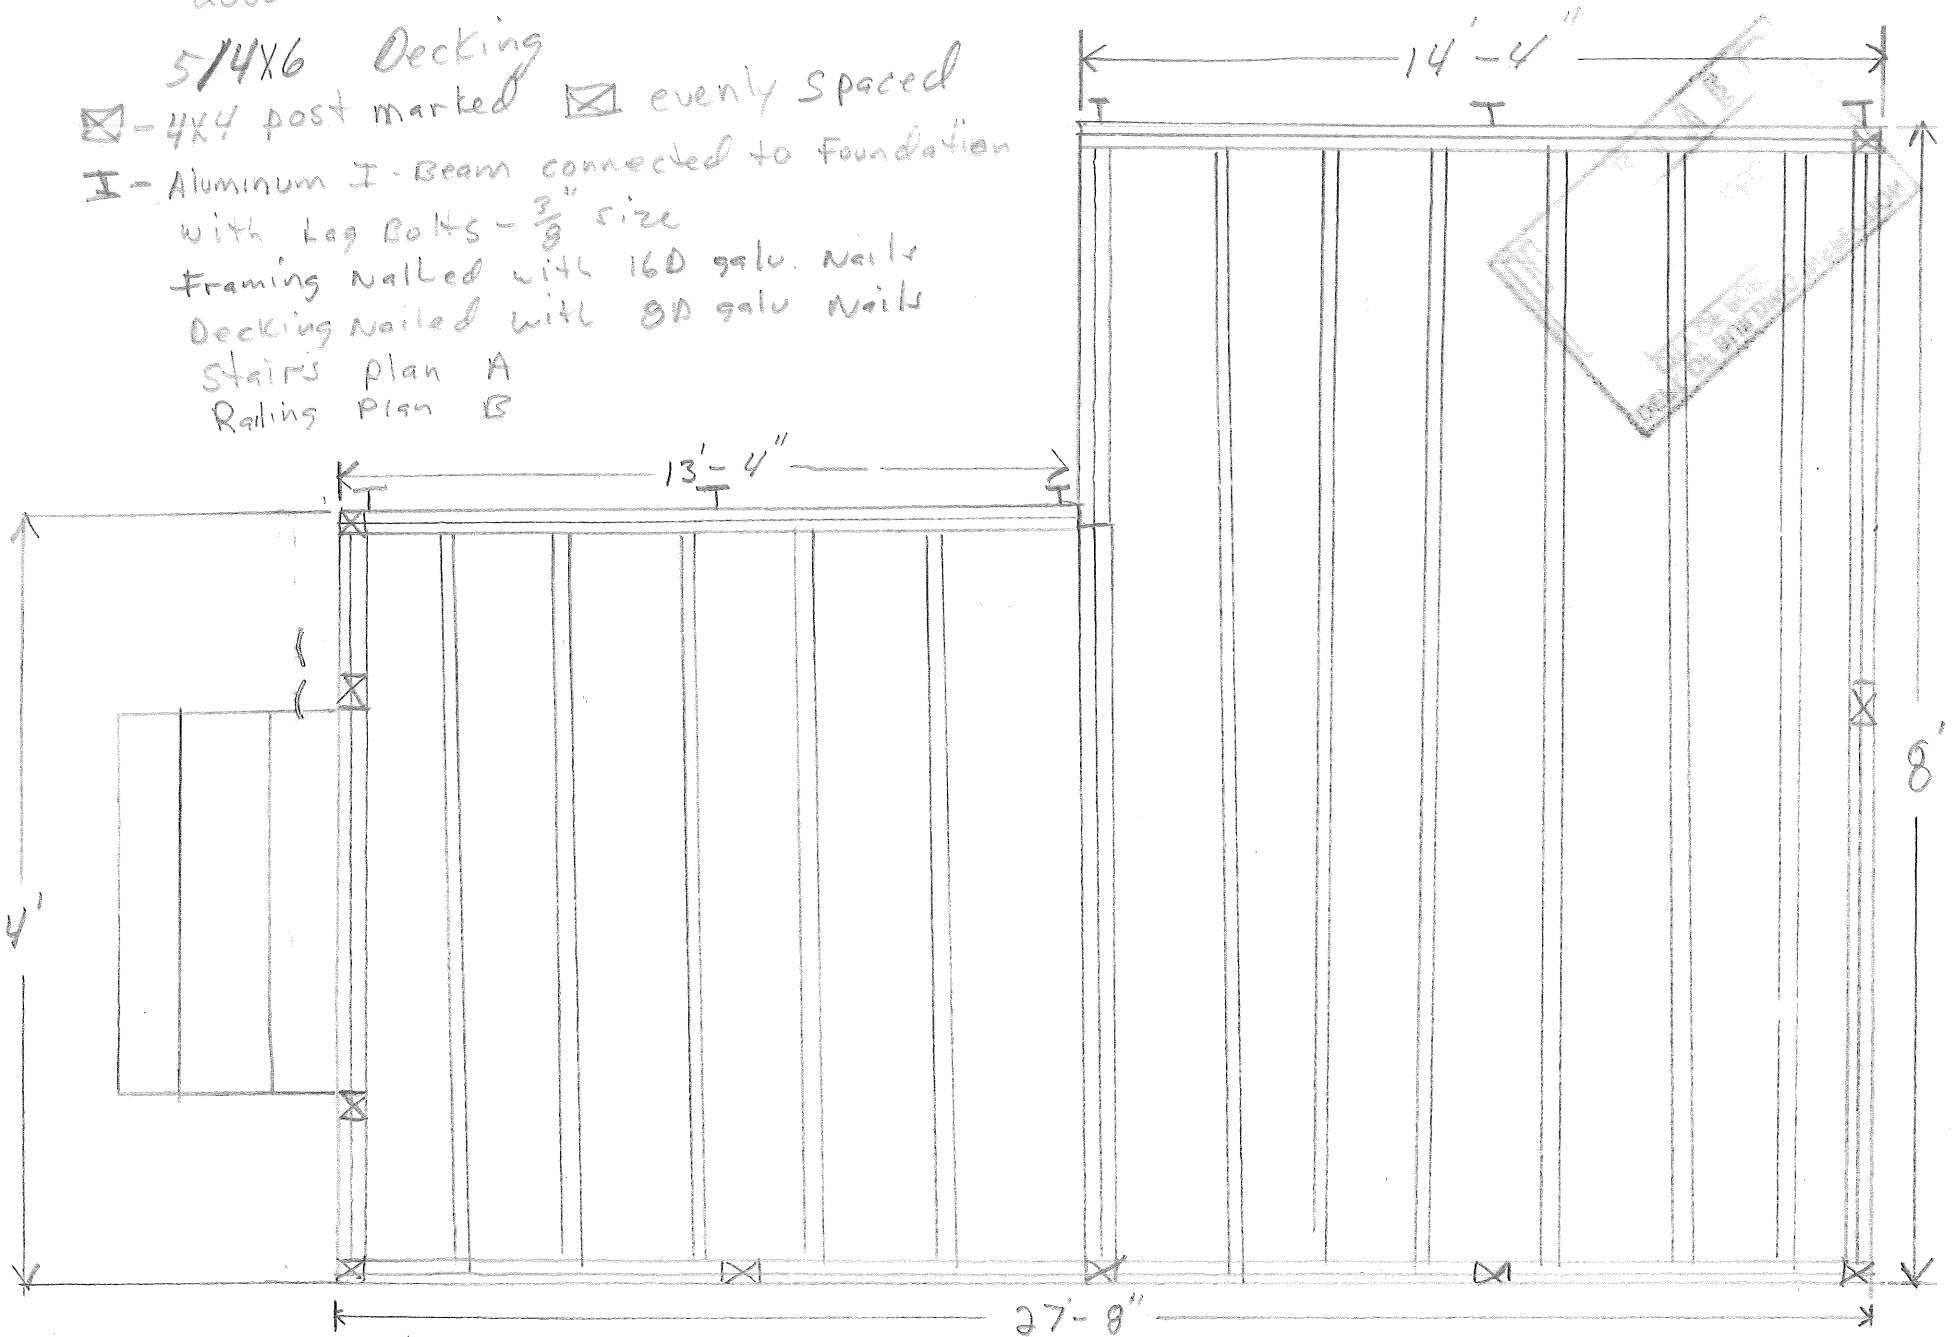 5/4x6 Decking
☒ - 4x4 post marked ☒ evenly spaced
I - Aluminum I-Beam connected to Foundation
with Lag Bolts - 3/8" size
Framing Nailed with 16D galv. Nails
Decking Nailed with 8D galv Nails
Stairs plan A
Railing Plan B
14'-4"
13'-4"
4'
8'
27'-8"